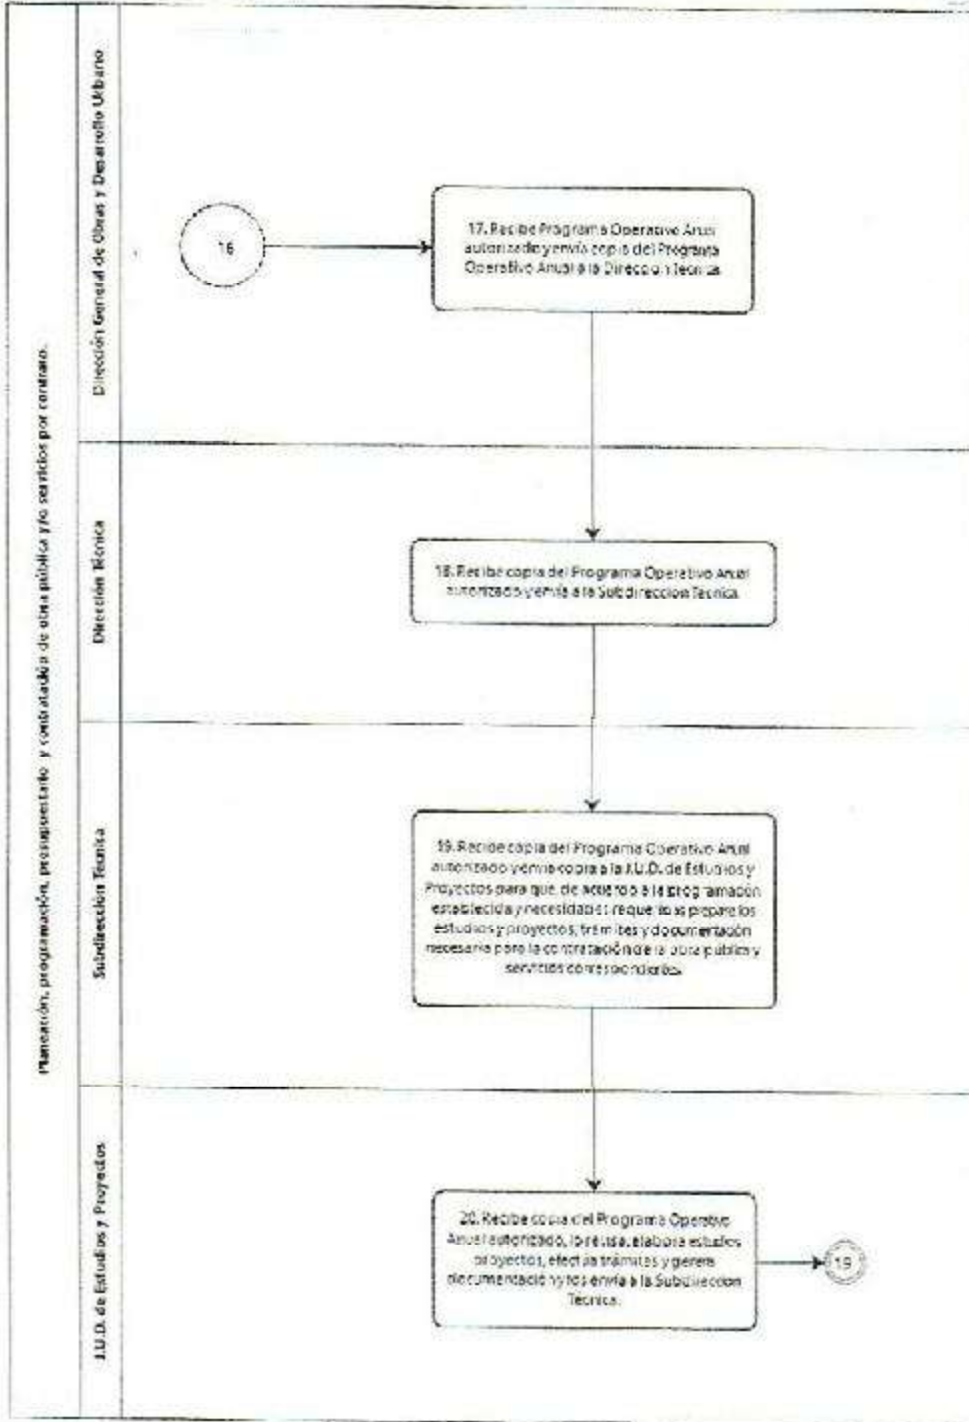 Planeación, programación, presupuestario y contratación de obra pública y/o servicios por contrato.
Dirección General de Obras y Desarrollo Urbano
16
17. Recibe Programa Operativo Anual
autorizado y envía copia del Programa
Operativo Anual a la Dirección Técnica.
Dirección Técnica
18. Recibe copia del Programa Operativo Anual
autorizado y envía a la Subdirección Técnica.
Subdirección Técnica
19. Recibe copia del Programa Operativo Anual
autorizado y envía copia a la J.U.D. de Estudios y
Proyectos para que, de acuerdo a la programación
establecida y necesidades requeridas prepare los
estudios y proyectos, trámites y documentación
necesaria para la contratación de la obra pública y
servicios correspondientes.
J.U.D. de Estudios y Proyectos
20. Recibe copia del Programa Operativo
Anual autorizado, lo revisa, elabora estudios
proyectos, efectúa trámites y genera
documentación y los envía a la Subdirección
Técnica.
19